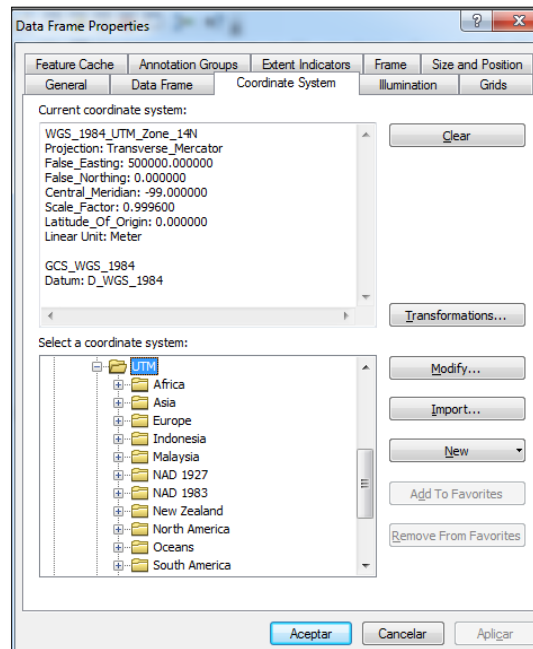 Data Frame Properties
Feature Cache Annotation Groups Extent Indicators Frame Size and Position
General Data Frame Coordinate System Illumination Grids
Current coordinate system:
WGS_1984_UTM_Zone_14N
Projection: Transverse_Mercator
False_Easting: 500000.000000
False_Northing: 0.000000
Central_Meridian: -99.000000
Scale_Factor: 0.999600
Latitude_Of_Origin: 0.000000
Linear Unit: Meter
GCS_WGS_1984
Datum: D_WGS_1984
Clear
Transformations...
Select a coordinate system:
UTM
Africa
Asia
Europe
Indonesia
Malaysia
NAD 1927
NAD 1983
New Zealand
North America
Oceans
South America
Modify...
Import...
New
Add To Favorites
Remove From Favorites
Aceptar Cancelar Aplicar